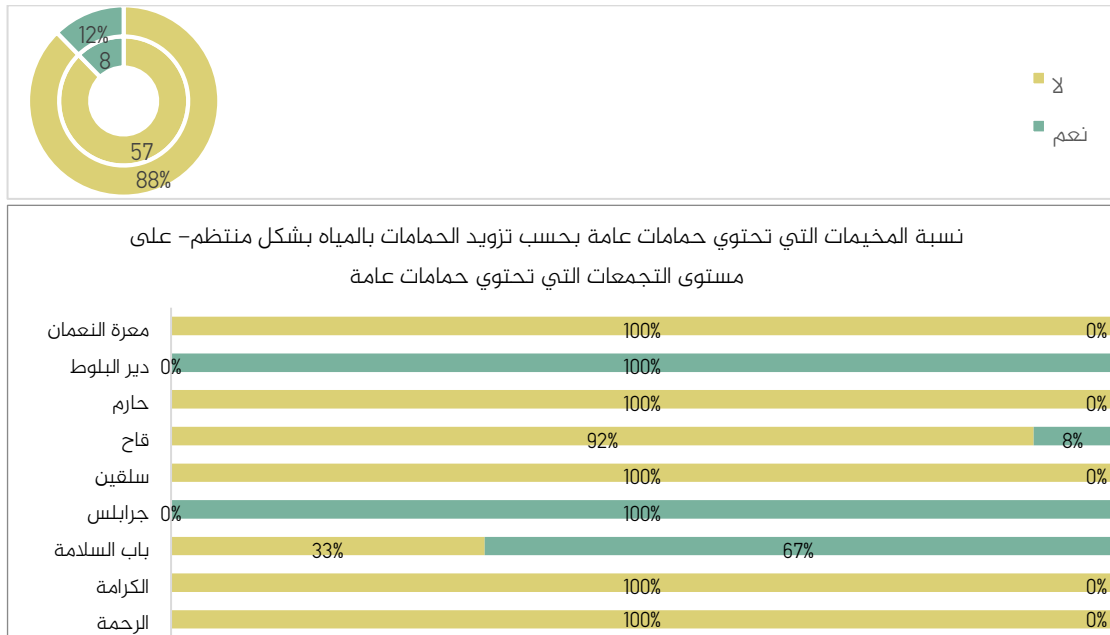 12%
8
57
88%
لا
نعم
نسبة المخيمات التي تحتوي حمامات عامة بحسب تزويد الحمامات بالمياه بشكل منتظم– على
مستوى التجمعات التي تحتوي حمامات عامة
معرة النعمان 100% 0%
دير البلوط 0% 100%
حارم 100% 0%
قاح 92% 8%
سلقين 100% 0%
جرابلس 0% 100%
باب السلامة 33% 67%
الكرامة 100% 0%
الرحمة 100% 0%